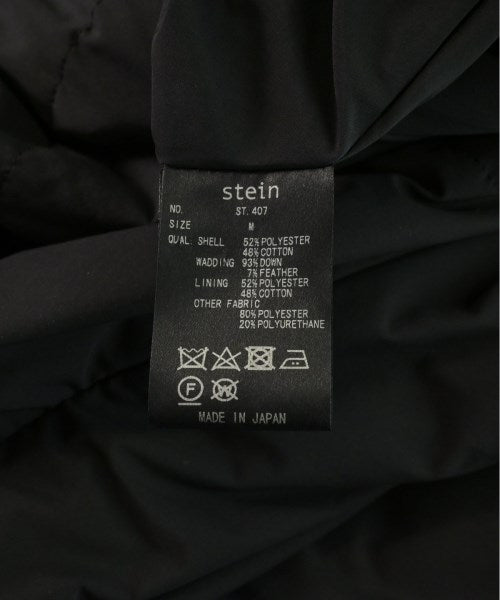 stein
NO. ST.407
SIZE M
QUAL. SHELL 52%POLYESTER
48%COTTON
WADDING 93%DOWN
7%FEATHER
LINING 52%POLYESTER
48%COTTON
OTHER FABRIC
80%POLYESTER
20%POLYURETHANE
F W
MADE IN JAPAN